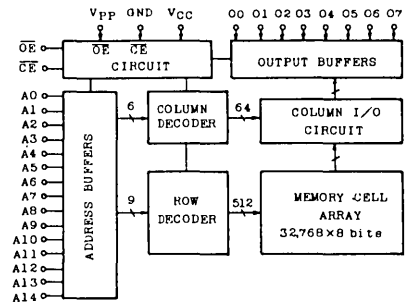 VPP GND VCC
O0 O1 O2 O3 O4 O5 O6 O7
OE
CE
OE CE
CIRCUIT
OUTPUT BUFFERS
A0
A1
A2
A3
A4
A5
A6
A7
A8
A9
A10
A11
A12
A13
A14
ADDRESS BUFFERS
6
COLUMN
DECODER
64
COLUMN I/O
CIRCUIT
9
ROW
DECODER
512
MEMORY CELL
ARRAY
32,768×8 bits